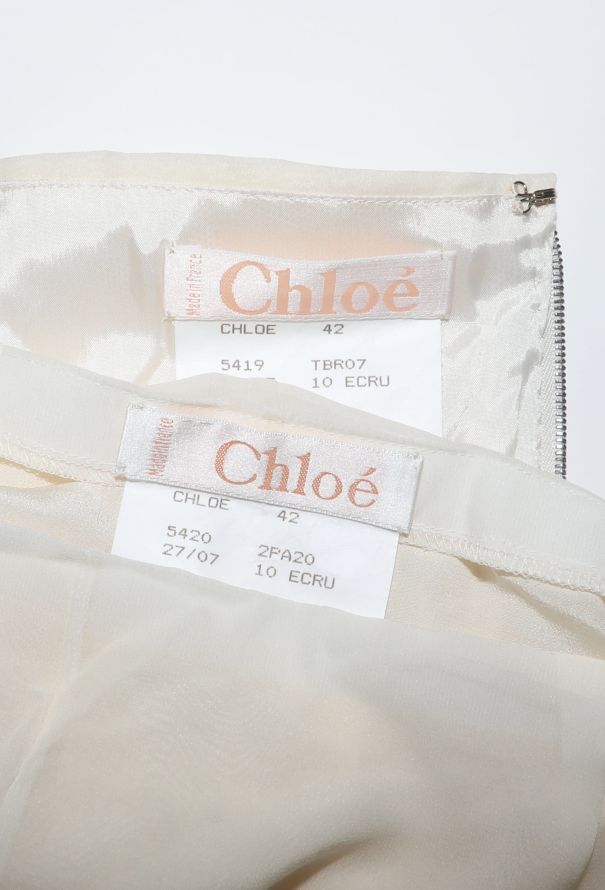 Made in France
Chloé
CHLOE 42
5419 TBR07
10 ECRU
Made in France
Chloé
CHLOE 42
5420 2PA20
27/07 10 ECRU